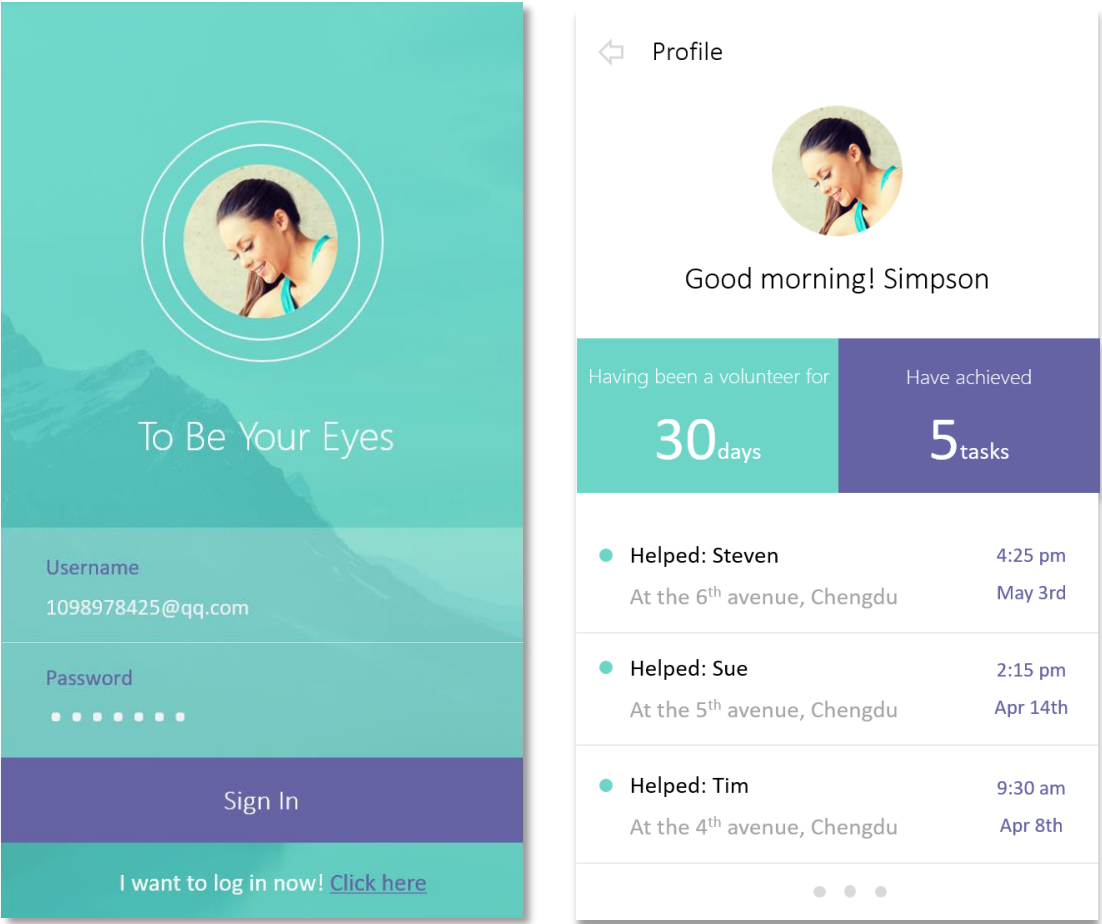 To Be Your Eyes
Username
1098978425@qq.com
Password
Sign In
I want to log in now! Click here
Profile
Good morning! Simpson
Having been a volunteer for
30days
Have achieved
5tasks
Helped: Steven
4:25 pm
At the 6th avenue, Chengdu
May 3rd
Helped: Sue
2:15 pm
At the 5th avenue, Chengdu
Apr 14th
Helped: Tim
9:30 am
At the 4th avenue, Chengdu
Apr 8th